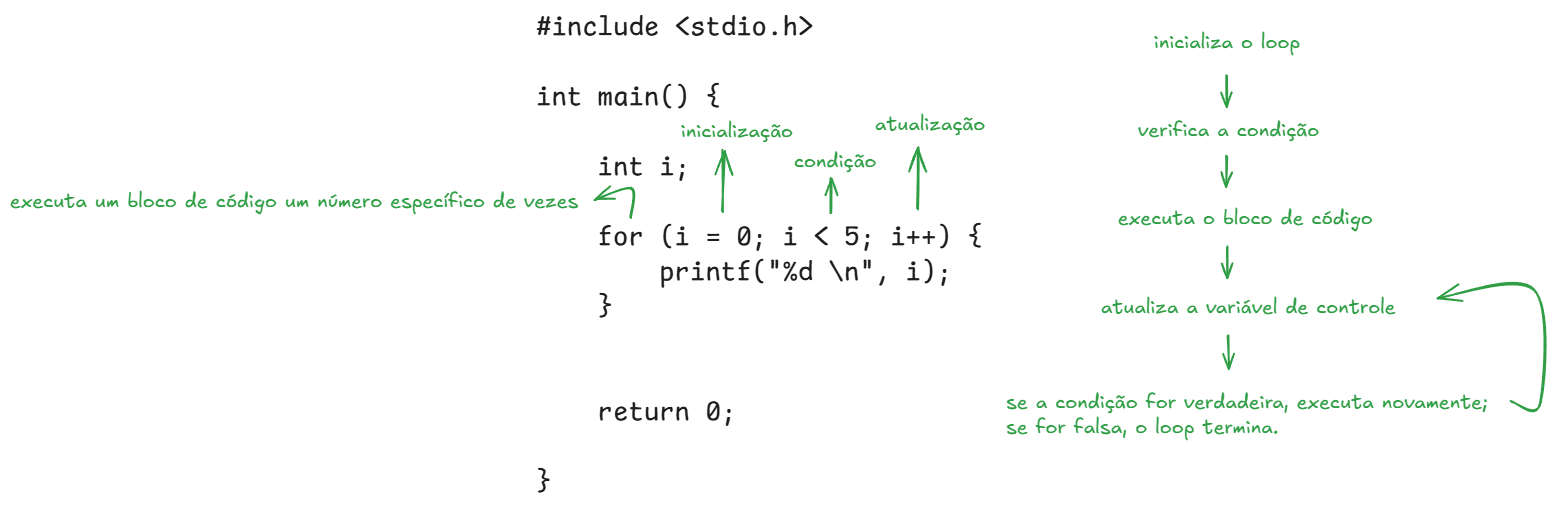 #include <stdio.h>
int main() {
inicialização
condição
atualização
int i;
executa um bloco de código um número específico de vezes
for (i = 0; i < 5; i++) {
printf("%d \n", i);
}
return 0;
}
inicializa o loop
verifica a condição
executa o bloco de código
atualiza a variável de controle
se a condição for verdadeira, executa novamente;
se for falsa, o loop termina.